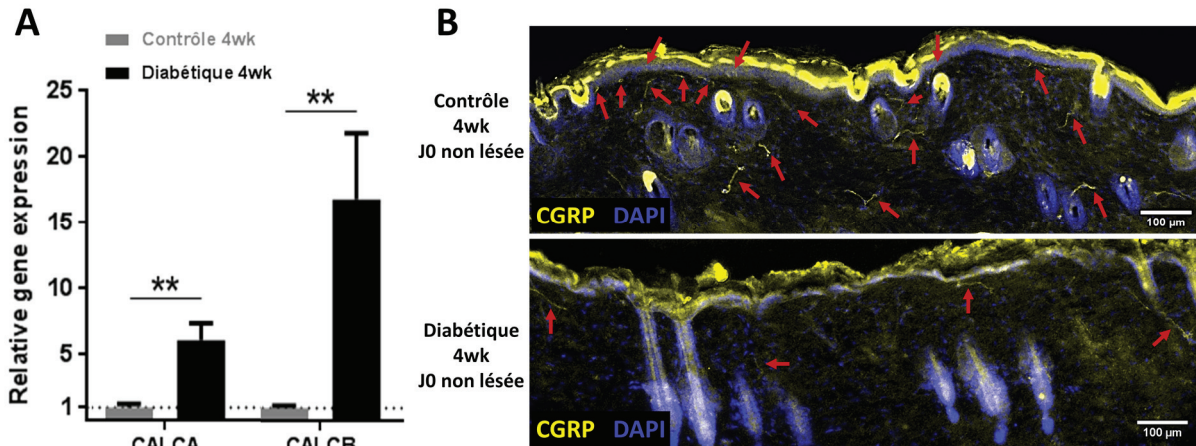 A
Contrôle 4wk
Diabétique 4wk
Relative gene expression
25
20
15
10
5
1
**
**
CALCA
CALCB
B
Contrôle
4wk
J0 non lésée
CGRP DAPI
100 µm
Diabétique
4wk
J0 non lésée
CGRP DAPI
100 µm